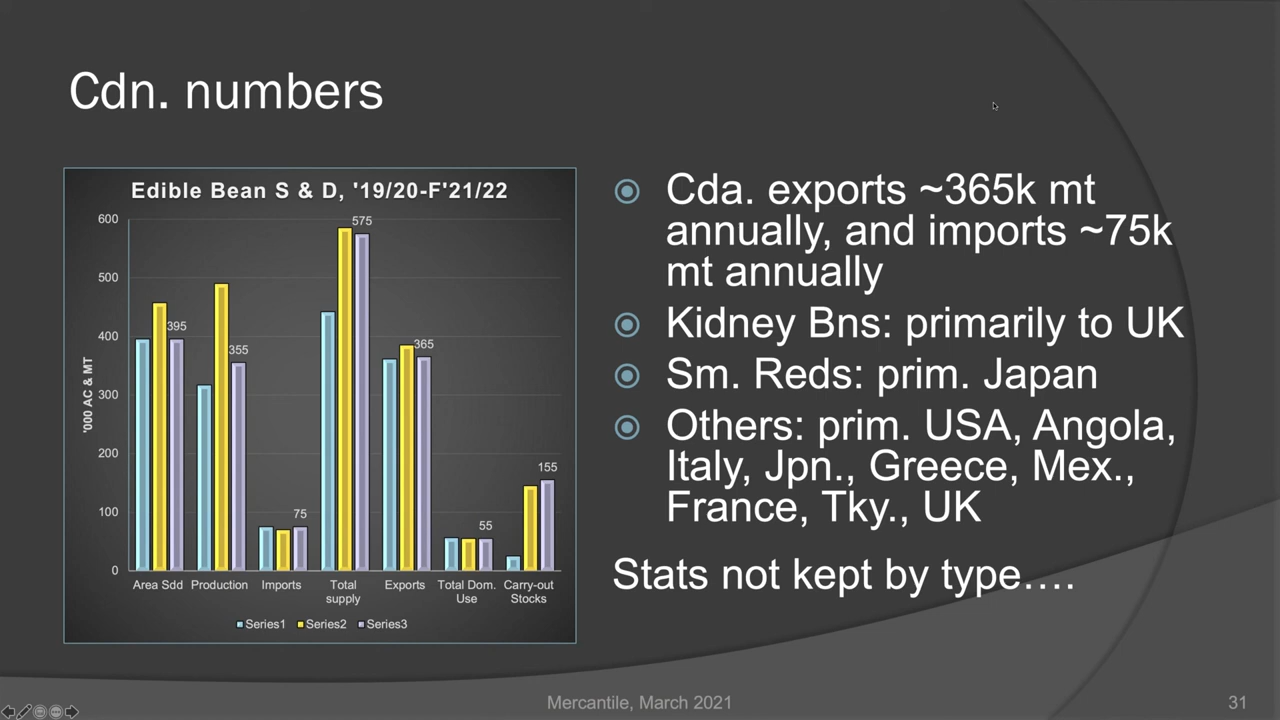 Cdn. numbers
Edible Bean S & D, '19/20-F'21/22
'000 AC & MT
600
500
400
300
200
100
0
395
355
75
575
365
55
155
Area Sdd
Production
Imports
Total
supply
Exports
Total Dom.
Use
Carry-out
Stocks
Series1
Series2
Series3
Cda. exports ~365k mt
annually, and imports ~75k
mt annually
Kidney Bns: primarily to UK
Sm. Reds: prim. Japan
Others: prim. USA, Angola,
Italy, Jpn., Greece, Mex.,
France, Tky., UK
Stats not kept by type….
Mercantile, March 2021
31